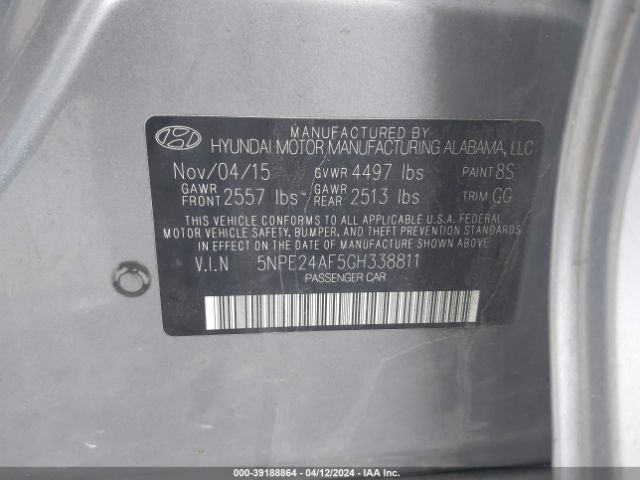 MANUFACTURED BY
HYUNDAI MOTOR MANUFACTURING ALABAMA, LLC
Nov/04/15 GVWR 4497 lbs PAINT 8S
GAWR FRONT 2557 lbs GAWR REAR 2513 lbs TRIM GG
THIS VEHICLE CONFORMS TO ALL APPLICABLE U.S.A. FEDERAL
MOTOR VEHICLE SAFETY, BUMPER, AND THEFT PREVENTION
STANDARDS IN EFFECT ON THE DATE OF MANUFACTURE SHOWN ABOVE.
V.I.N 5NPE24AF5GH338811
PASSENGER CAR
000-39188864 - 04/12/2024 - IAAI.COM